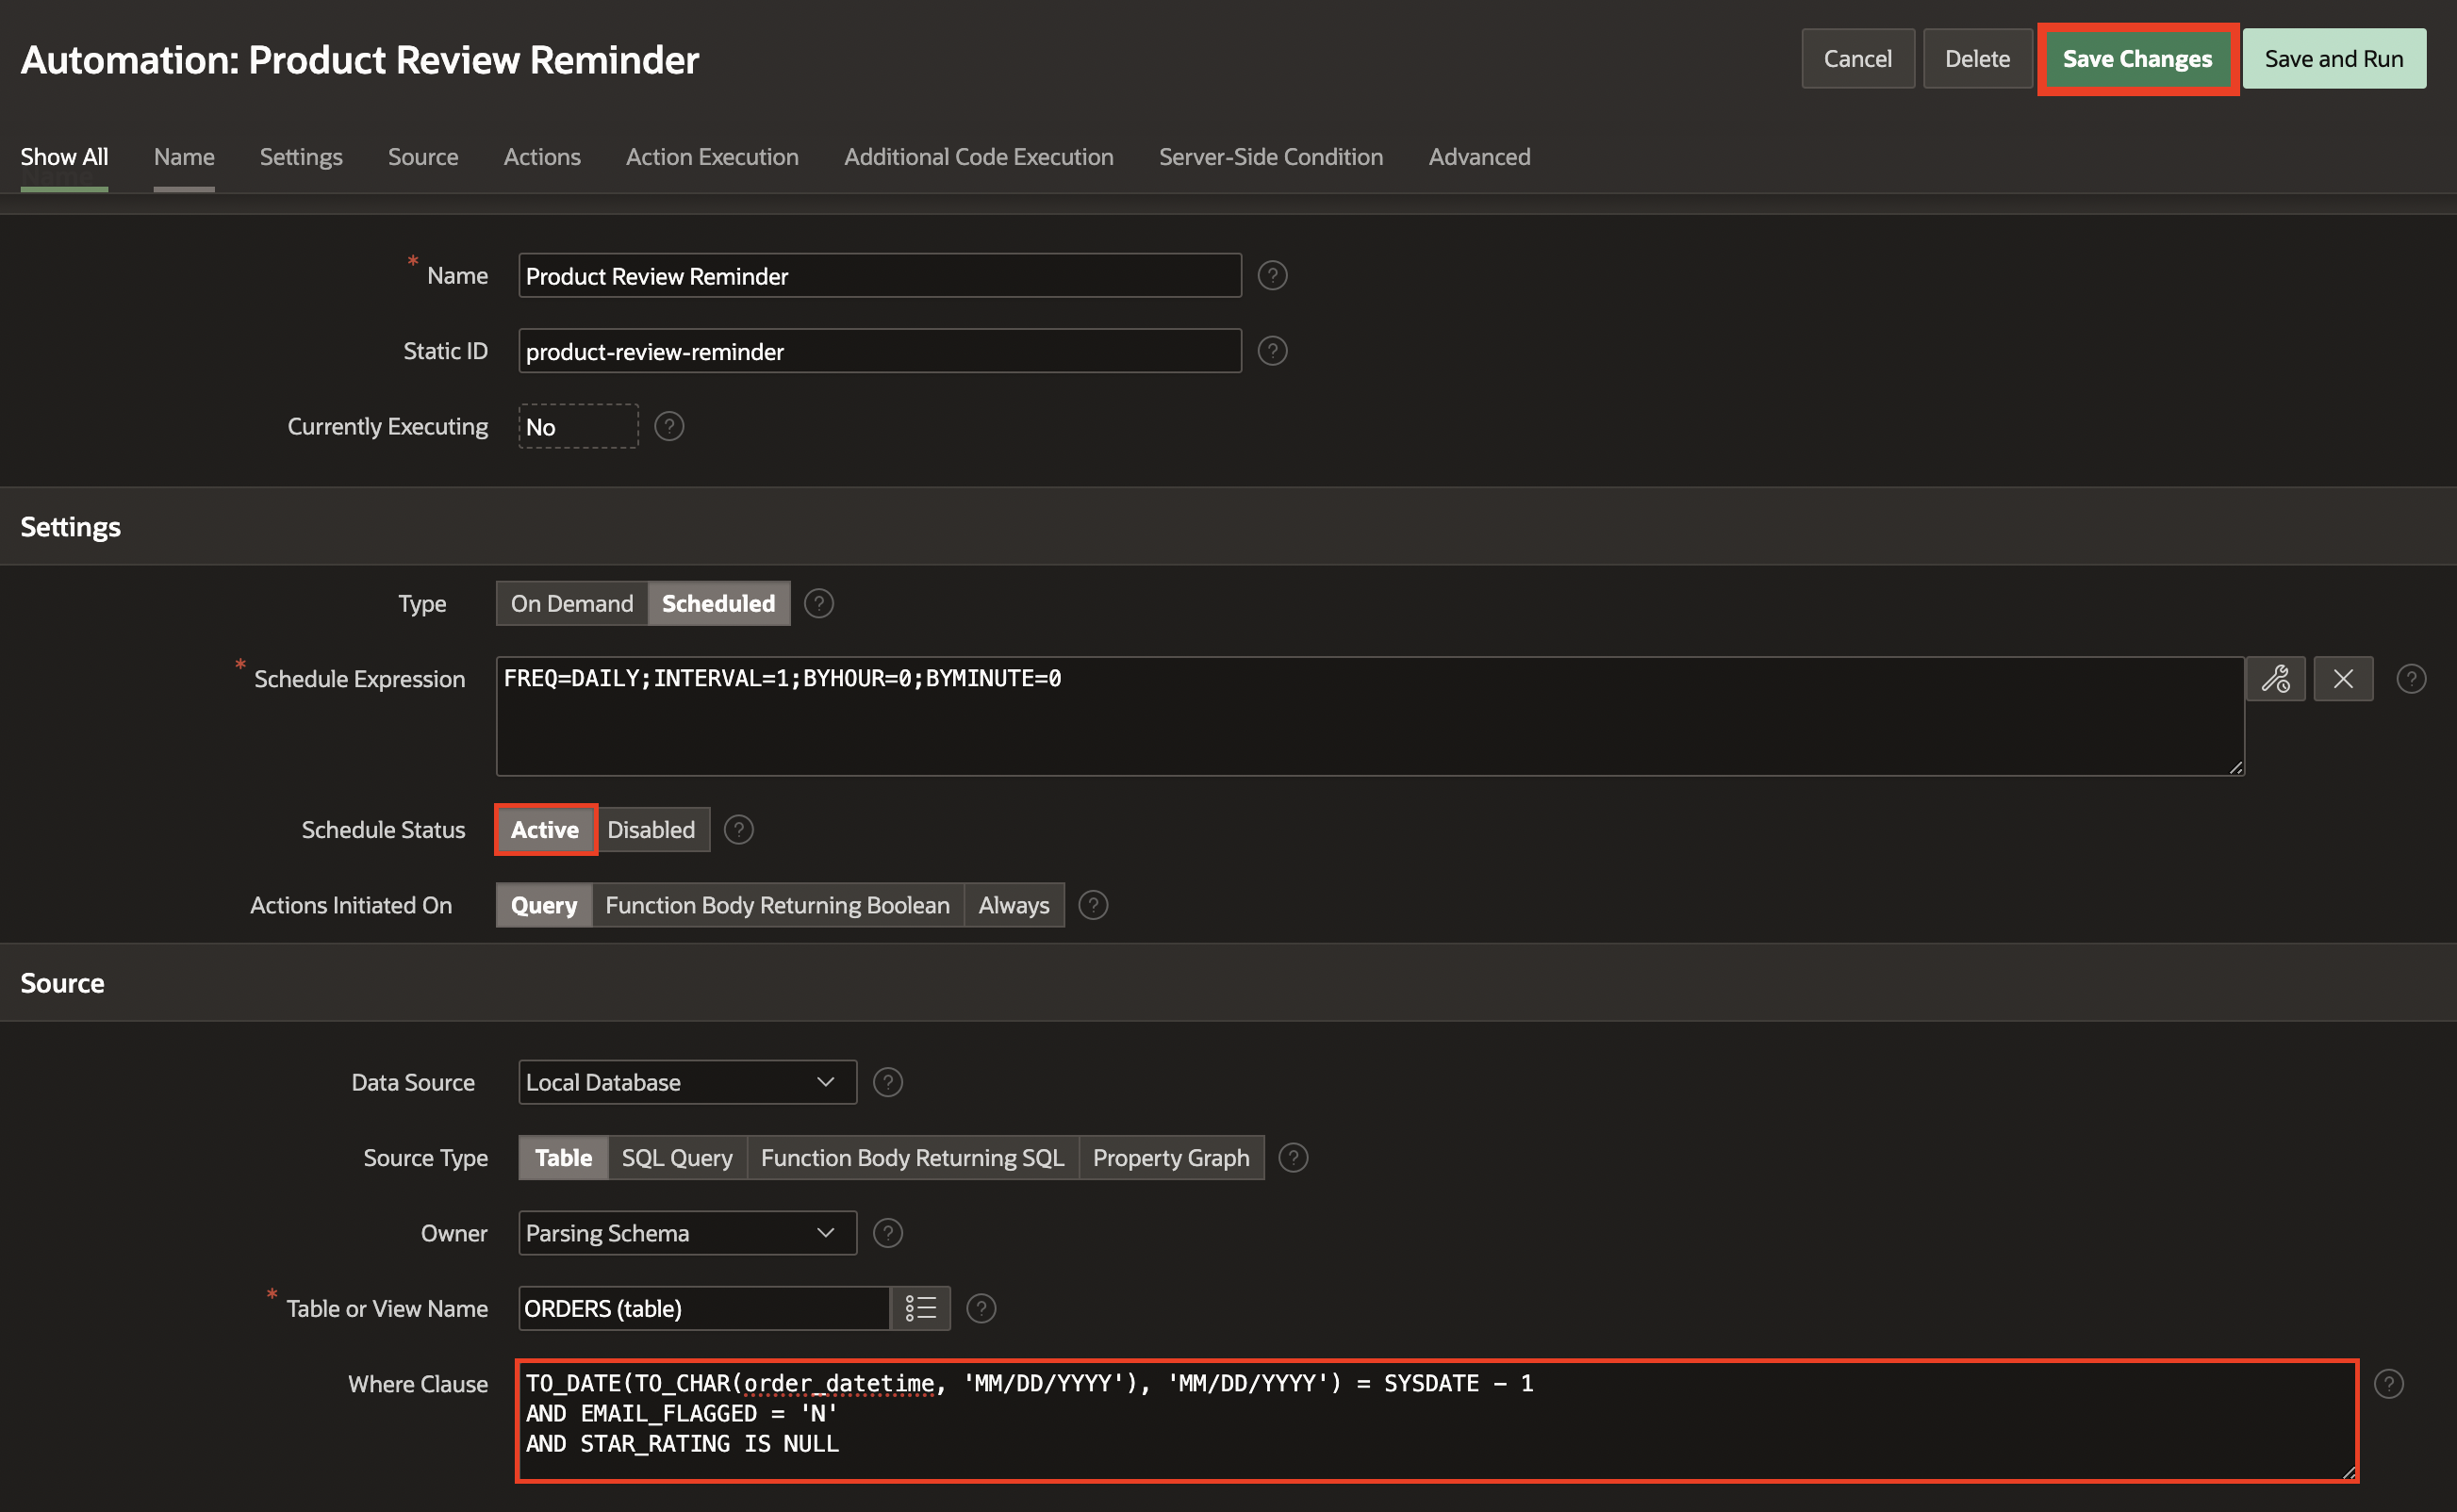 Automation: Product Review Reminder
Cancel Delete Save Changes Save and Run
Show All Name Settings Source Actions Action Execution Additional Code Execution Server-Side Condition Advanced
Name
* Name Product Review Reminder ?
Static ID product-review-reminder ?
Currently Executing No ?
Settings
Type On Demand Scheduled ?
* Schedule Expression FREQ=DAILY;INTERVAL=1;BYHOUR=0;BYMINUTE=0 ?
Schedule Status Active Disabled ?
Actions Initiated On Query Function Body Returning Boolean Always ?
Source
Data Source Local Database ?
Source Type Table SQL Query Function Body Returning SQL Property Graph ?
Owner Parsing Schema ?
* Table or View Name ORDERS (table) ?
Where Clause TO_DATE(TO_CHAR(order_datetime, 'MM/DD/YYYY'), 'MM/DD/YYYY') = SYSDATE - 1 ?
AND EMAIL_FLAGGED = 'N'
AND STAR_RATING IS NULL